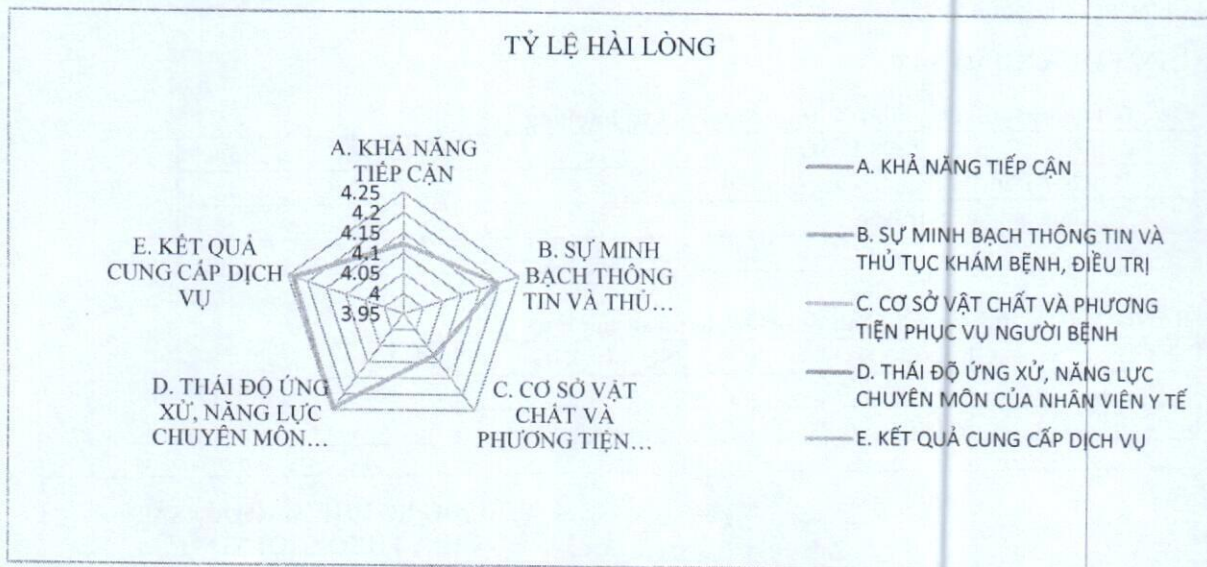 TỶ LỆ HÀI LÒNG
A. KHẢ NĂNG
TIẾP CẬN
4.25
4.2
4.15
4.1
4.05
4
3.95
B. SỰ MINH
BẠCH THÔNG
TIN VÀ THỦ...
C. CƠ SỞ VẬT
CHẤT VÀ
PHƯƠNG TIỆN...
D. THÁI ĐỘ ỨNG
XỬ, NĂNG LỰC
CHUYÊN MÔN...
E. KẾT QUẢ
CUNG CẤP DỊCH
VỤ
A. KHẢ NĂNG TIẾP CẬN
B. SỰ MINH BẠCH THÔNG TIN VÀ
THỦ TỤC KHÁM BỆNH, ĐIỀU TRỊ
C. CƠ SỞ VẬT CHẤT VÀ PHƯƠNG
TIỆN PHỤC VỤ NGƯỜI BỆNH
D. THÁI ĐỘ ỨNG XỬ, NĂNG LỰC
CHUYÊN MÔN CỦA NHÂN VIÊN Y TẾ
E. KẾT QUẢ CUNG CẤP DỊCH VỤ